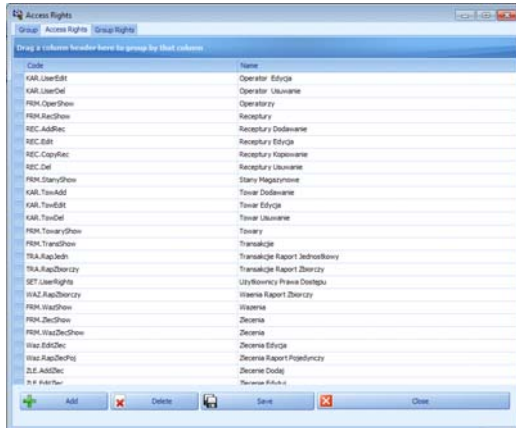 Access Rights
Group Access Rights Group Rights
Drag a column header here to group by that column
Code Name
KAR.UserEdit Operator Edycja
KAR.UserDel Operator Usuwanie
FRM.OperShow Operatorzy
FRM.RecShow Receptury
REC.AddRec Receptury Dodawanie
REC.Edit Receptury Edycja
REC.CopyRec Receptury Kopiowanie
REC.Del Receptury Usuwanie
FRM.StanyShow Stany Magazynowe
KAR.TowAdd Towar Dodawanie
KAR.TowEdit Towar Edycja
KAR.TowDel Towar Usuwanie
FRM.TowaryShow Towary
FRM.TransShow Transakcje
TRA.RapJedn Transakcje Raport Jednostkowy
TRA.RapZbiorczy Transakcje Raport Zbiorczy
SET.UserRights Użytkownicy Prawa Dostępu
WAZ.RapZbiorczy Ważenia Raport Zbiorczy
FRM.WazShow Ważenia
FRM.ZlecShow Zlecenia
FRM.WazZlecShow Zlecenia
Waz.EditZlec Zlecenia Edycja
Waz.RapZlecPoj Zlecenia Raport Pojedynczy
ZLE.AddZlec Zlecenie Dodaj
ZLE.EditZlec Zlecenie Edytuj
Add Delete Save Close